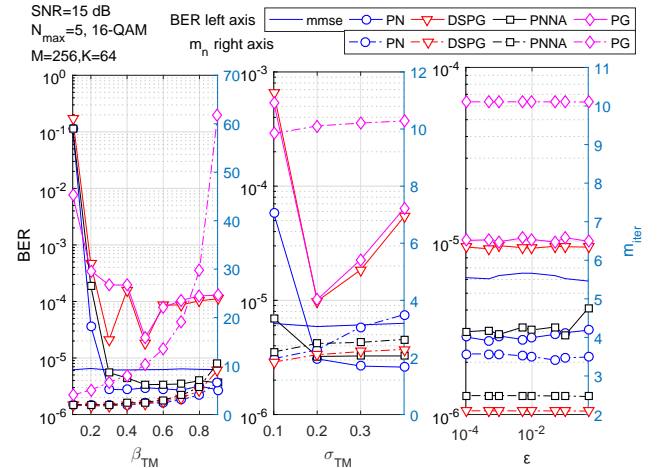 SNR=15 dB
N_max=5, 16-QAM
M=256,K=64
BER left axis
mmse PN DSPG PNNA PG
m_n right axis
PN DSPG PNNA PG
10^0 10^-1 10^-2 10^-3 10^-4 10^-5 10^-6
BER
70 60 50 40 30 20 10 0
0.2 0.4 0.6 0.8
β_TM
10^-3 10^-4 10^-5 10^-6
12 10 8 6 4 2 0
0.1 0.2 0.3
σ_TM
10^-4 10^-5 10^-6
11 10 9 8 7 6 5 4 3 2
m_iter
10^-4 10^-2
ε